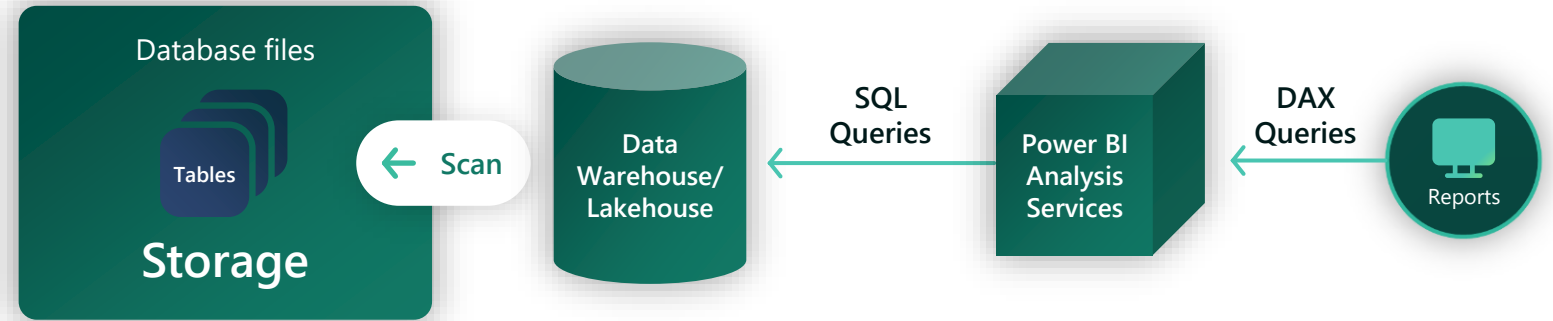 Database files
Tables
Storage
Scan
Data
Warehouse/
Lakehouse
SQL
Queries
Power BI
Analysis
Services
DAX
Queries
Reports